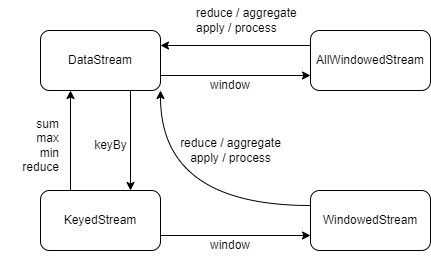 reduce / aggregate
apply / process
DataStream
AllWindowedStream
window
sum
max
min
reduce
keyBy
reduce / aggregate
apply / process
KeyedStream
WindowedStream
window